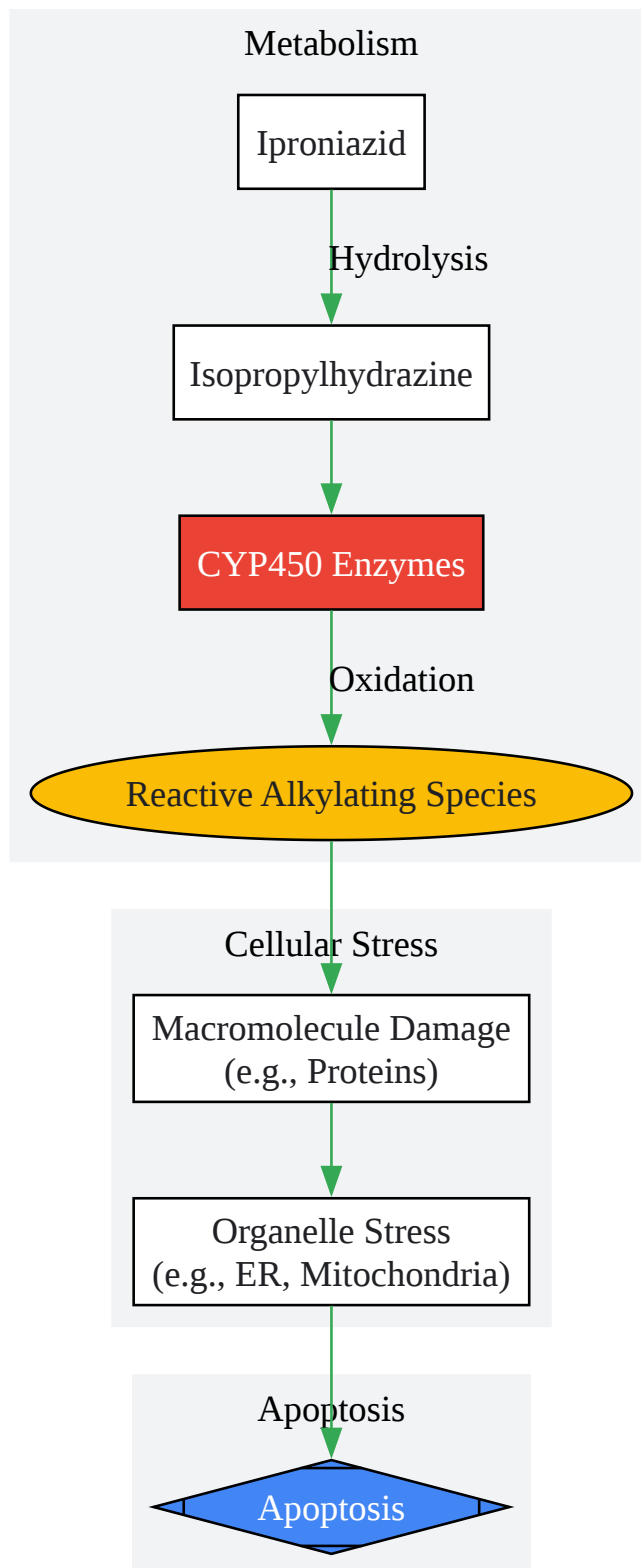 Metabolism
Iproniazid
Hydrolysis
Isopropylhydrazine
CYP450 Enzymes
Oxidation
Reactive Alkylating Species
Cellular Stress
Macromolecule Damage
(e.g., Proteins)
Organelle Stress
(e.g., ER, Mitochondria)
Apoptosis
Apoptosis